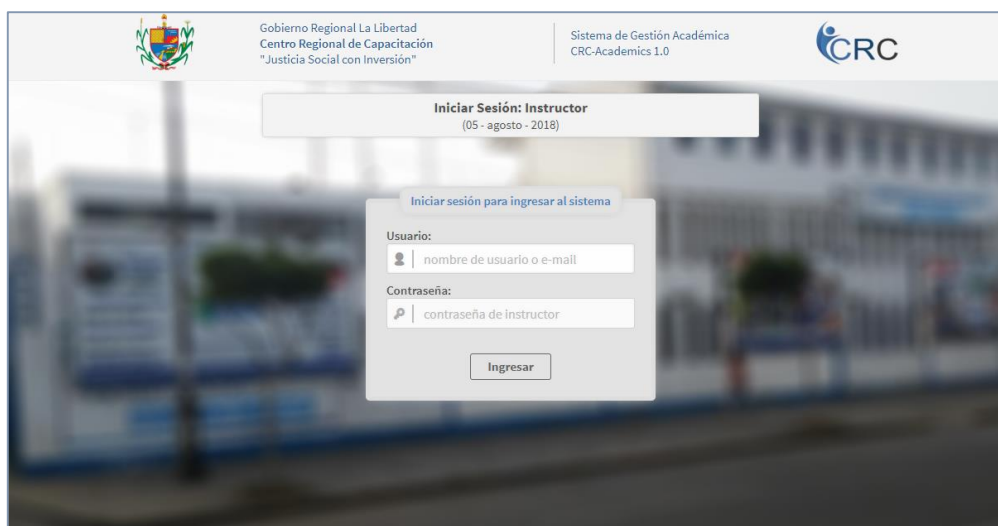 Gobierno Regional La Libertad
Centro Regional de Capacitación
"Justicia Social con Inversión"
Sistema de Gestión Académica
CRC-Academics 1.0
CRC
Iniciar Sesión: Instructor
(05 - agosto - 2018)
Iniciar sesión para ingresar al sistema
Usuario:
nombre de usuario o e-mail
Contraseña:
contraseña de instructor
Ingresar